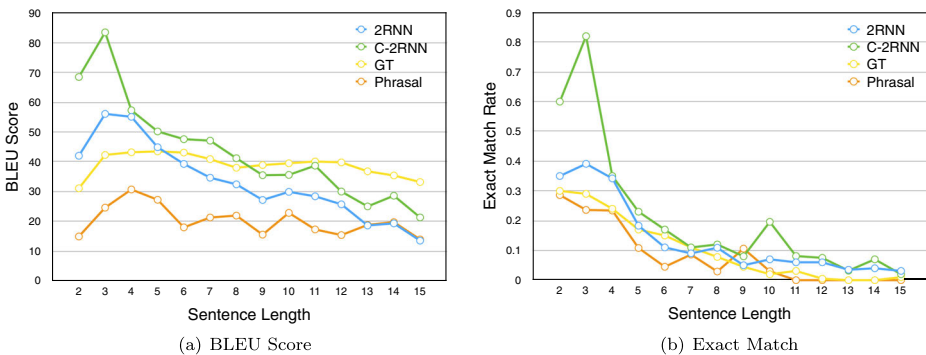 90
80
70
60
50
40
30
20
10
0
BLEU Score
2RNN
C-2RNN
GT
Phrasal
2 3 4 5 6 7 8 9 10 11 12 13 14 15
Sentence Length
(a) BLEU Score
0.9
0.8
0.7
0.6
0.5
0.4
0.3
0.2
0.1
0
Exact Match Rate
2RNN
C-2RNN
GT
Phrasal
2 3 4 5 6 7 8 9 10 11 12 13 14 15
Sentence Length
(b) Exact Match